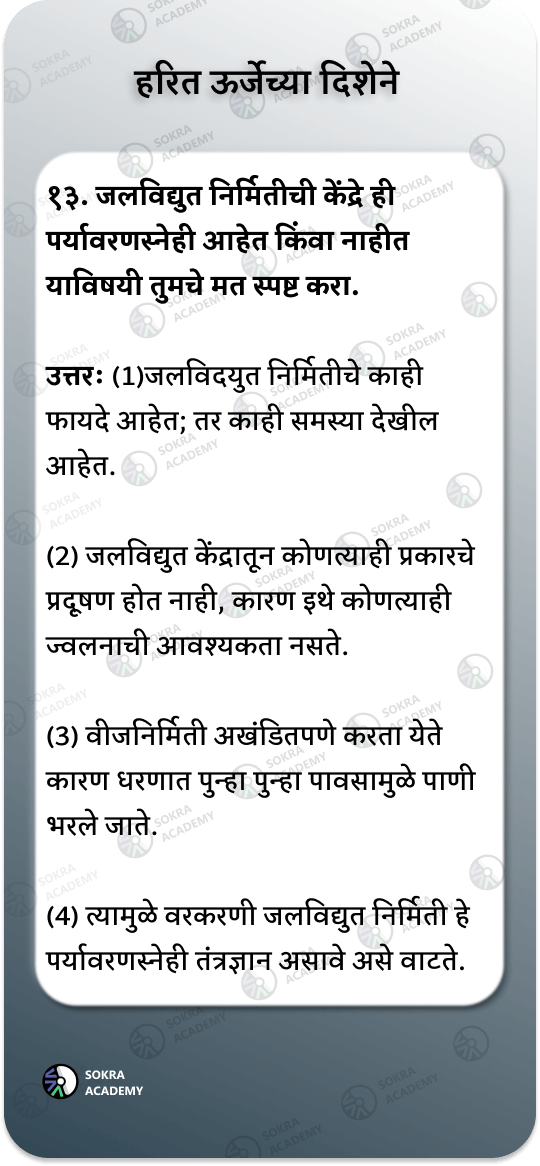 हरित ऊर्जेच्या दिशेने
१३. जलविद्युत निर्मितीची केंद्रे ही
पर्यावरणस्नेही आहेत किंवा नाहीत
याविषयी तुमचे मत स्पष्ट करा.
उत्तरः (1)जलविदयुत निर्मितीचे काही
फायदे आहेत; तर काही समस्या देखील
आहेत.
(2) जलविद्युत केंद्रातून कोणत्याही प्रकारचे
प्रदूषण होत नाही, कारण इथे कोणत्याही
ज्वलनाची आवश्यकता नसते.
(3) वीजनिर्मिती अखंडितपणे करता येते
कारण धरणात पुन्हा पुन्हा पावसामुळे पाणी
भरले जाते.
(4) त्यामुळे वरकरणी जलविद्युत निर्मिती हे
पर्यावरणस्नेही तंत्रज्ञान असावे असे वाटते.
SOKRA
ACADEMY